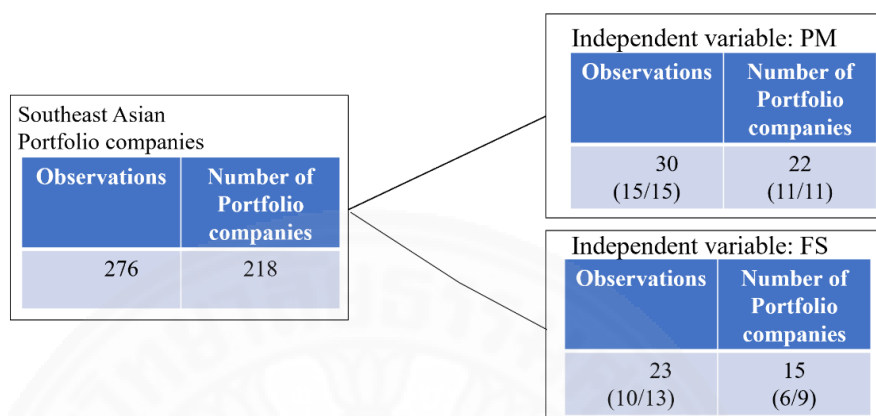 Southeast Asian
Portfolio companies
Observations
Number of
Portfolio
companies
276
218
Independent variable: PM
Observations
Number of
Portfolio
companies
30
(15/15)
22
(11/11)
Independent variable: FS
Observations
Number of
Portfolio
companies
23
(10/13)
15
(6/9)